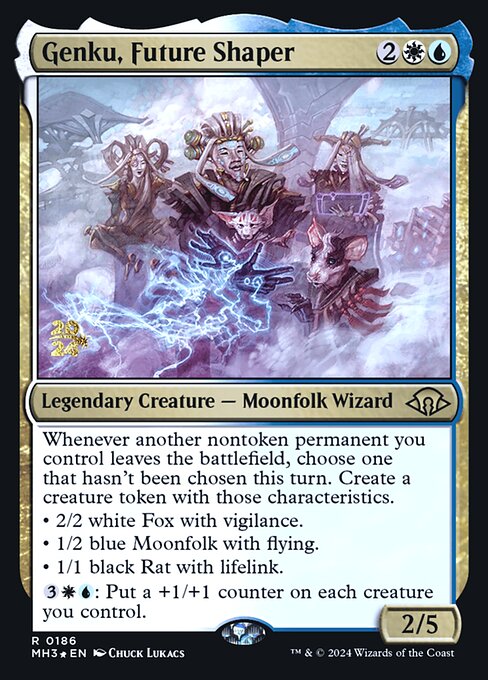 Genku, Future Shaper 2
Legendary Creature — Moonfolk Wizard
Whenever another nontoken permanent you
control leaves the battlefield, choose one
that hasn't been chosen this turn. Create a
creature token with those characteristics.
• 2/2 white Fox with vigilance.
• 1/2 blue Moonfolk with flying.
• 1/1 black Rat with lifelink.
3: Put a +1/+1 counter on each creature
you control.
2/5
R 0186
MH3★EN Chuck Lukacs
™ & © 2024 Wizards of the Coast